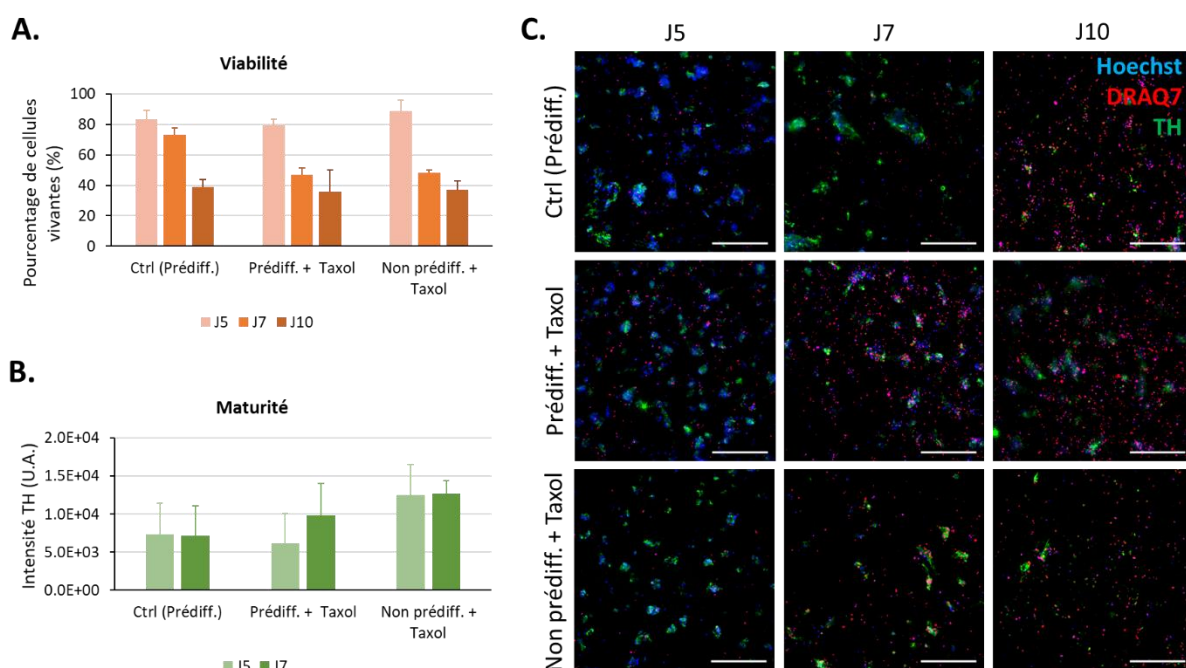 A.
Viabilité
Pourcentage de cellules
vivantes (%)
100
80
60
40
20
0
Ctrl (Prédiff.)
Prédiff. + Taxol
Non prédiff. +
Taxol
J5 J7 J10
B.
Maturité
Intensité TH (U.A.)
2.0E+04
1.5E+04
1.0E+04
5.0E+03
0.0E+00
Ctrl (Prédiff.)
Prédiff. + Taxol
Non prédiff. +
Taxol
J5 J7
C.
J5
J7
J10
Hoechst
DRAQ7
TH
Ctrl (Prédiff.)
Prédiff. + Taxol
Non prédiff. + Taxol